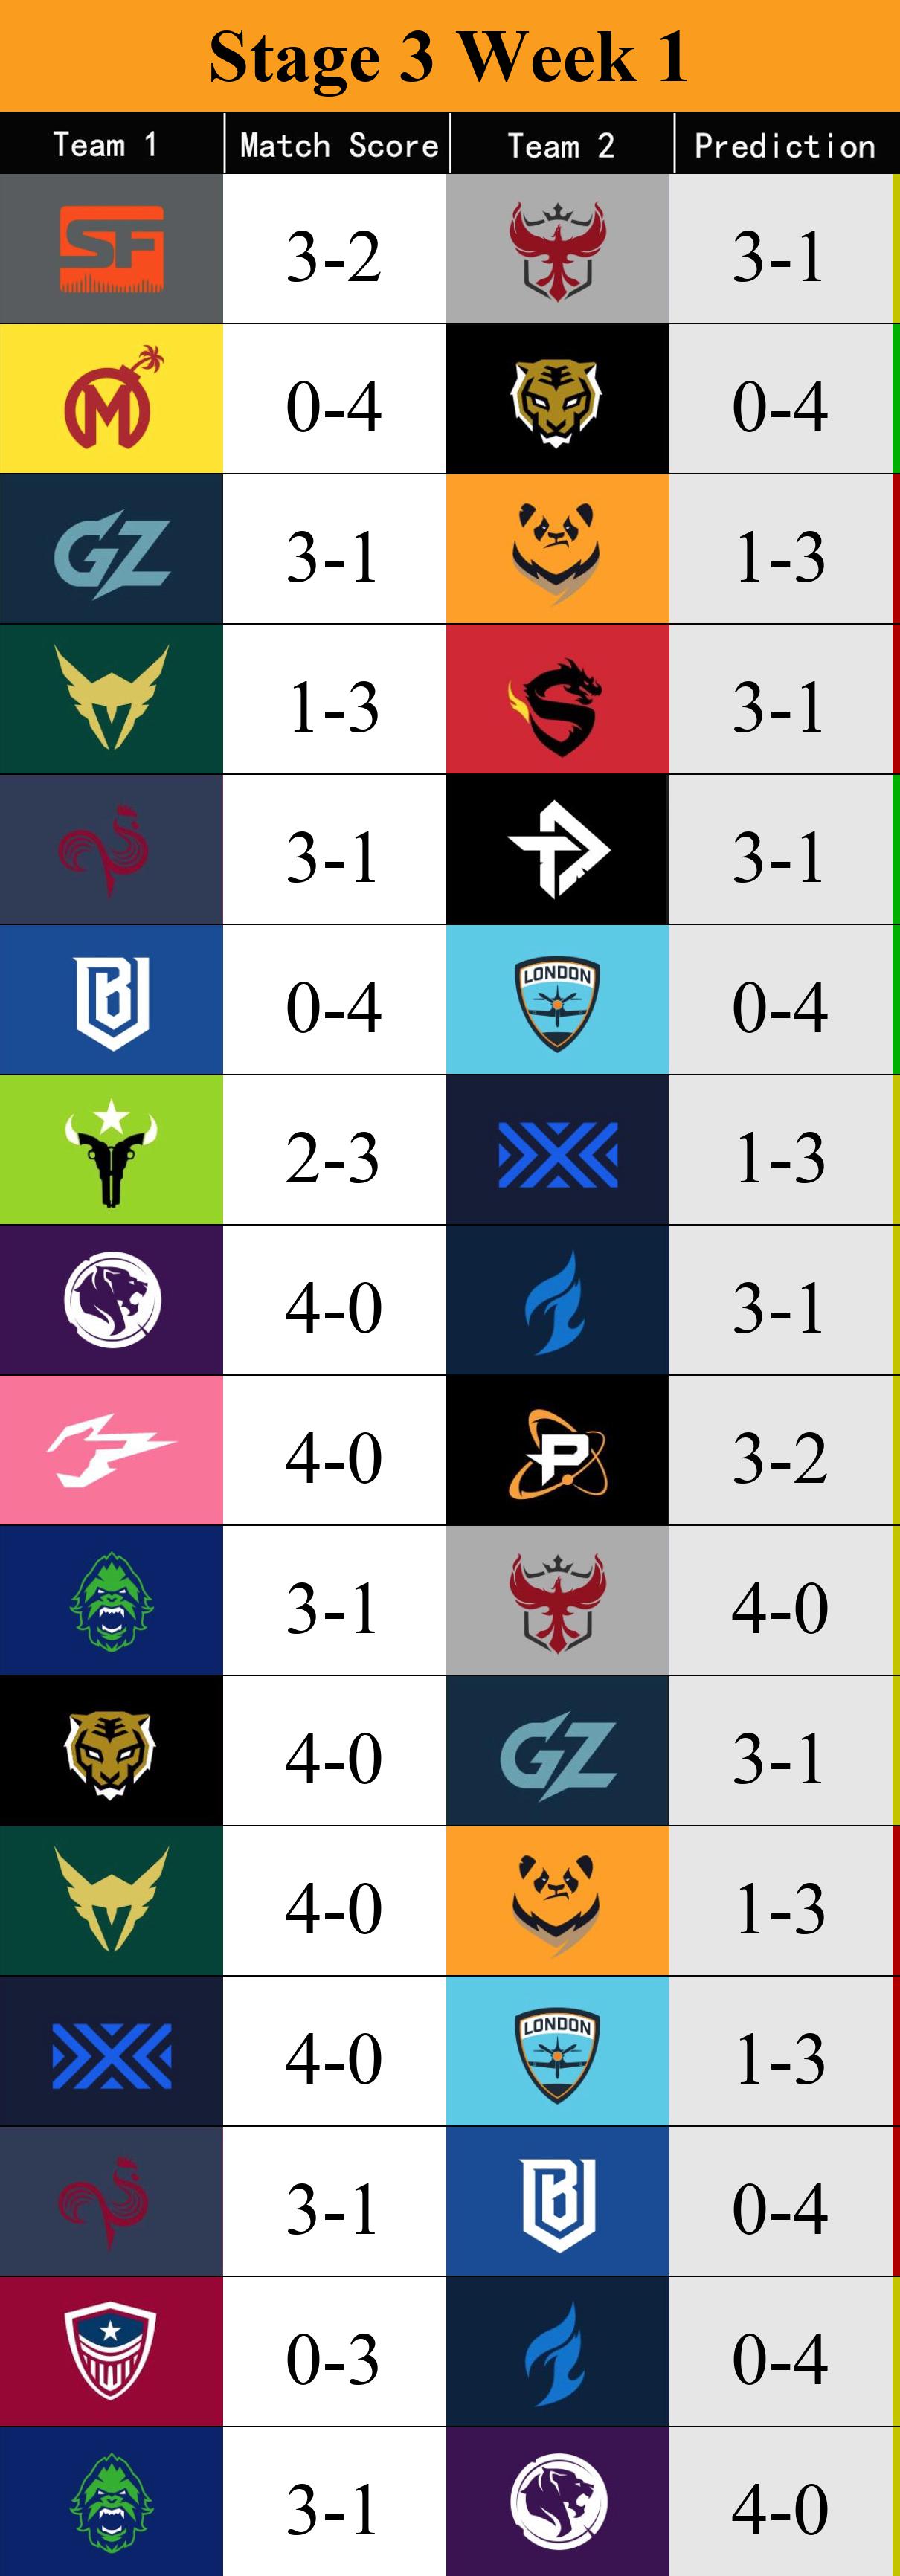 Stage 3 Week 1
Team 1 Match Score Team 2 Prediction
SF 3-2 3-1
M 0-4 0-4
GZ 3-1 1-3
1-3 S 3-1
3-1 3-1
B 0-4 LONDON 0-4
2-3 1-3
4-0 3-1
4-0 P 3-2
3-1 4-0
4-0 GZ 3-1
4-0 1-3
4-0 LONDON 1-3
3-1 B 0-4
0-3 0-4
3-1 4-0